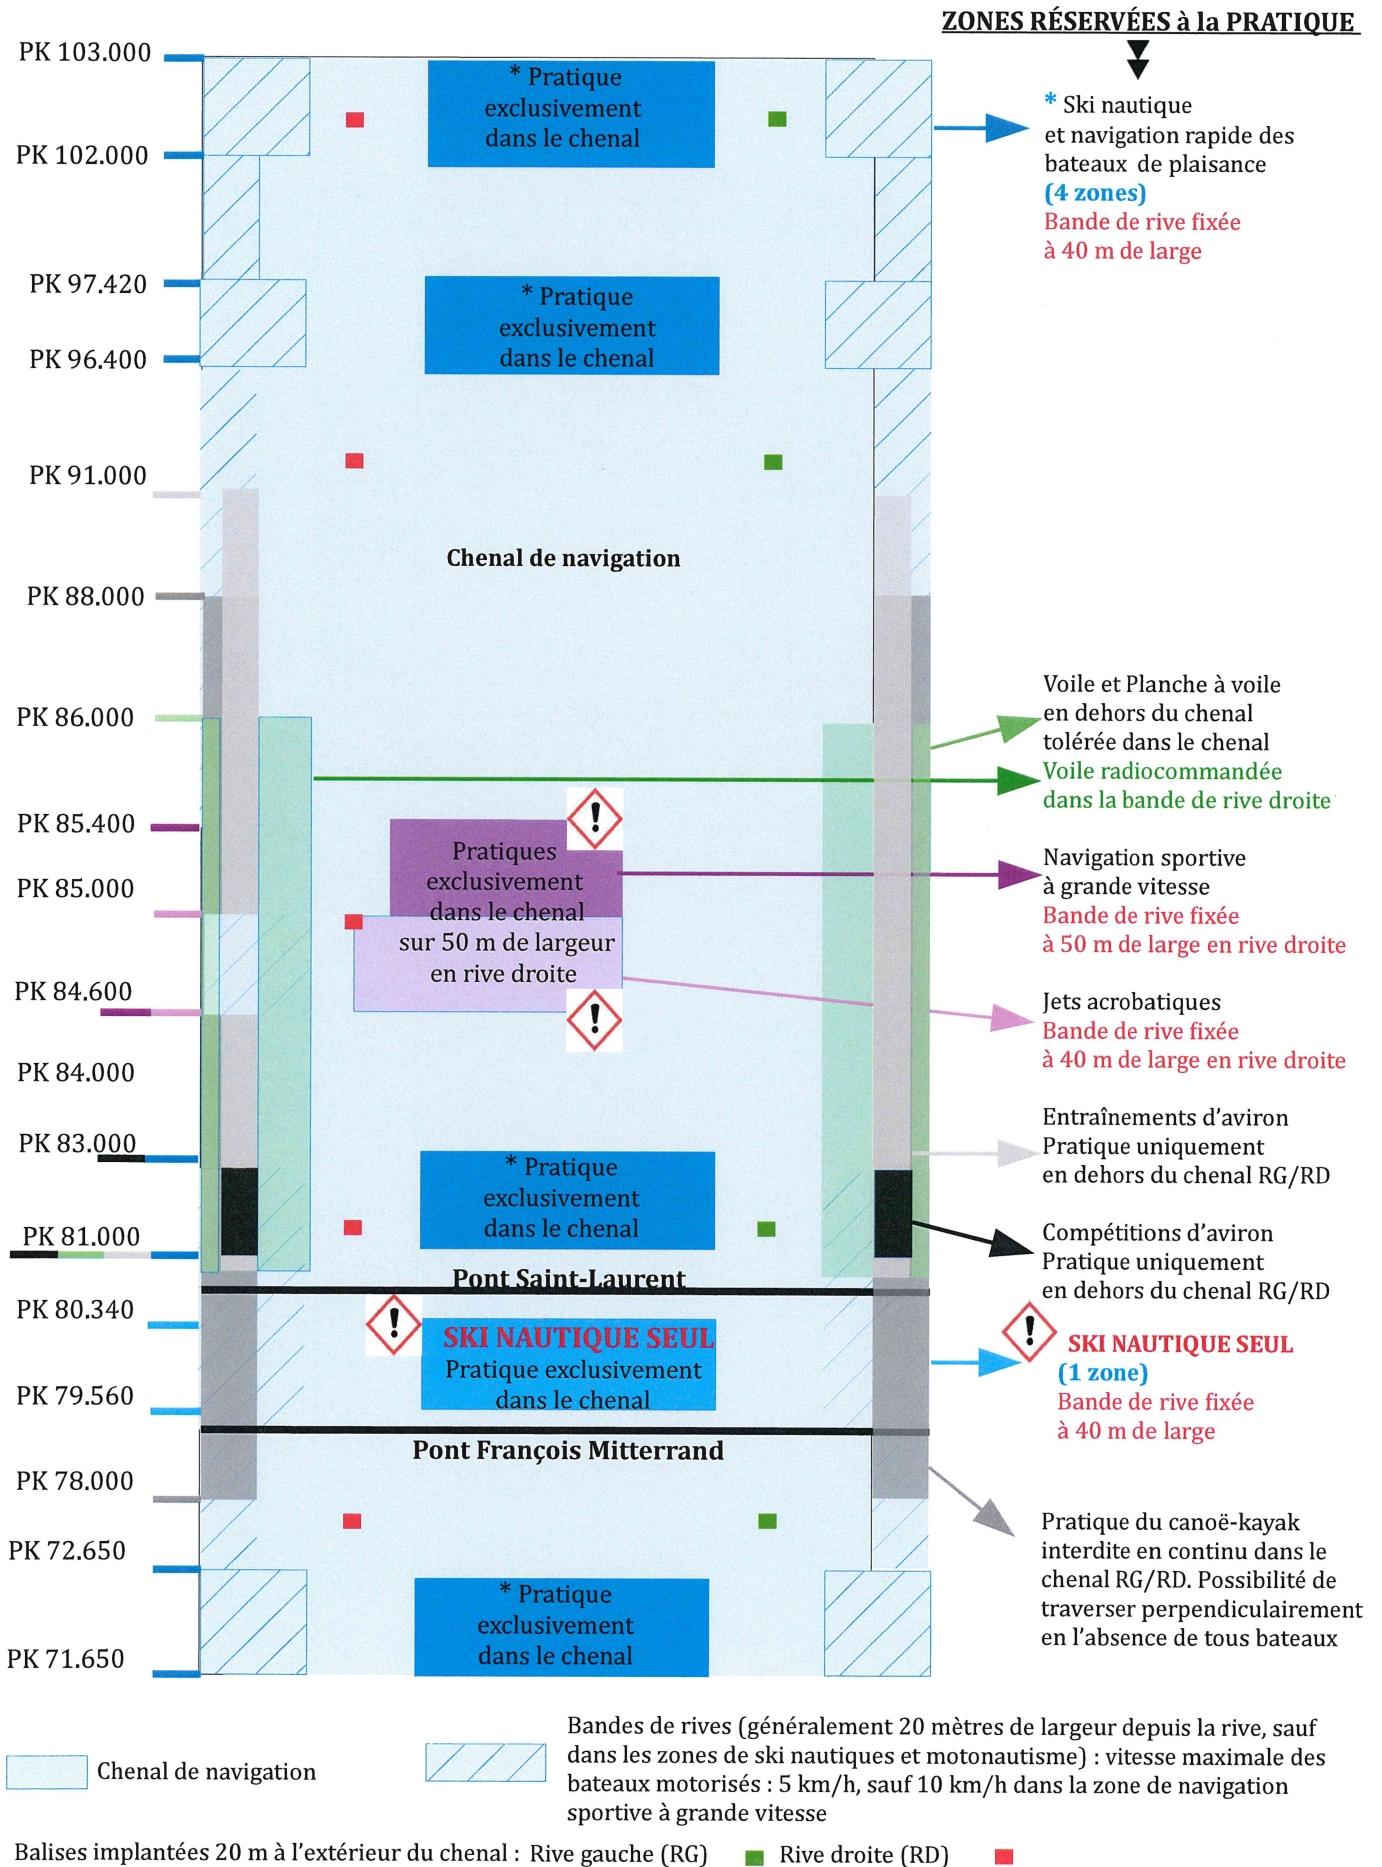 ZONES RÉSERVÉES à la PRATIQUE
PK 103.000
* Pratique
exclusivement
dans le chenal
* Ski nautique
et navigation rapide des
bateaux de plaisance
(4 zones)
Bande de rive fixée
à 40 m de large
PK 102.000
PK 97.420
* Pratique
exclusivement
dans le chenal
PK 96.400
PK 91.000
Chenal de navigation
PK 88.000
PK 86.000
Voile et Planche à voile
en dehors du chenal
tolérée dans le chenal
Voile radiocommandée
dans la bande de rive droite
PK 85.400
PK 85.000
Pratiques
exclusivement
dans le chenal
sur 50 m de largeur
en rive droite
Navigation sportive
à grande vitesse
Bande de rive fixée
à 50 m de large en rive droite
PK 84.600
Jets acrobatiques
Bande de rive fixée
à 40 m de large en rive droite
PK 84.000
PK 83.000
Entraînements d'aviron
Pratique uniquement
en dehors du chenal RG/RD
* Pratique
exclusivement
dans le chenal
PK 81.000
Compétitions d'aviron
Pratique uniquement
en dehors du chenal RG/RD
Pont Saint-Laurent
PK 80.340
SKI NAUTIQUE SEUL
Pratique exclusivement
dans le chenal
SKI NAUTIQUE SEUL
(1 zone)
Bande de rive fixée
à 40 m de large
PK 79.560
Pont François Mitterrand
PK 78.000
Pratique du canoë-kayak
interdite en continu dans le
chenal RG/RD. Possibilité de
traverser perpendiculairement
en l'absence de tous bateaux
PK 72.650
* Pratique
exclusivement
dans le chenal
PK 71.650
Chenal de navigation
Bandes de rives (généralement 20 mètres de largeur depuis la rive, sauf
dans les zones de ski nautiques et motonautisme) : vitesse maximale des
bateaux motorisés : 5 km/h, sauf 10 km/h dans la zone de navigation
sportive à grande vitesse
Balises implantées 20 m à l'extérieur du chenal : Rive gauche (RG) Rive droite (RD)